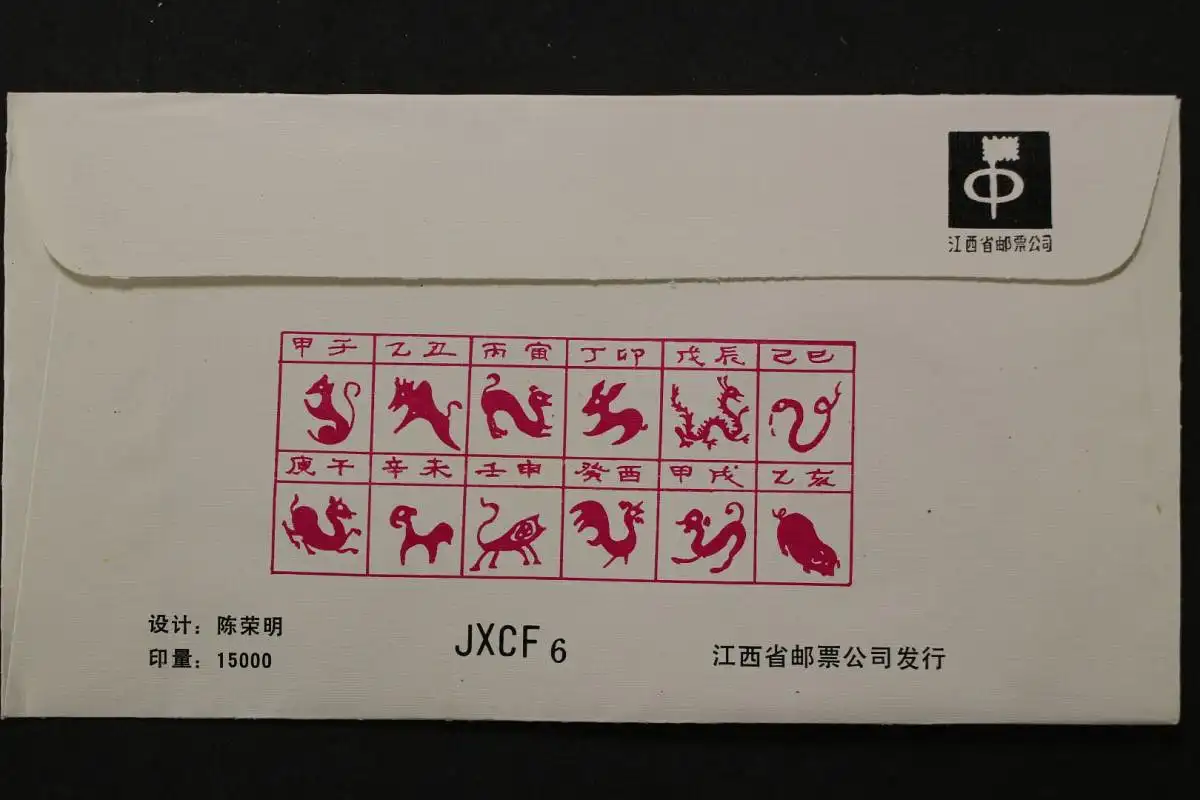 江西省邮票公司
甲子 乙丑 丙寅 丁卯 戊辰 己巳
庚午 辛未 壬申 癸酉 甲戌 乙亥
设计：陈荣明
印量：15000
JXCF 6
江西省邮票公司发行